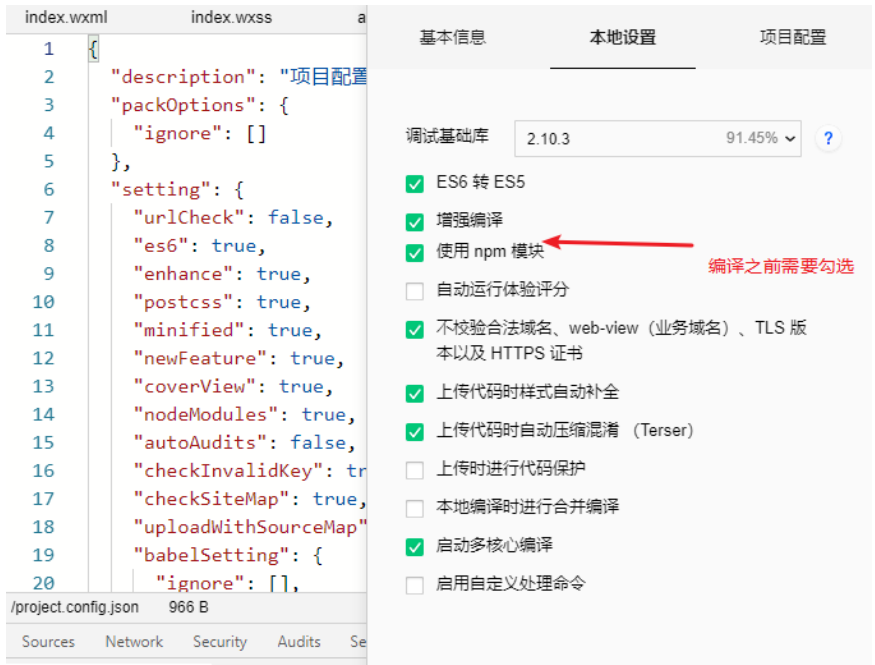 index.wxml index.wxss a
1 {
2 "description": "项目配置
3 "packOptions": {
4 "ignore": []
5 },
6 "setting": {
7 "urlCheck": false,
8 "es6": true,
9 "enhance": true,
10 "postcss": true,
11 "minified": true,
12 "newFeature": true,
13 "coverView": true,
14 "nodeModules": true,
15 "autoAudits": false,
16 "checkInvalidKey": tr
17 "checkSiteMap": true,
18 "uploadWithSourceMap"
19 "babelSetting": {
20 "ignore": [],
/project.config.json 966 B
Sources Network Security Audits Se
基本信息 本地设置 项目配置
调试基础库 2.10.3 91.45% ?
ES6 转 ES5
增强编译
使用 npm 模块
编译之前需要勾选
自动运行体验评分
不校验合法域名、web-view（业务域名）、TLS 版
本以及 HTTPS 证书
上传代码时样式自动补全
上传代码时自动压缩混淆 （Terser）
上传时进行代码保护
本地编译时进行合并编译
启动多核心编译
启用自定义处理命令